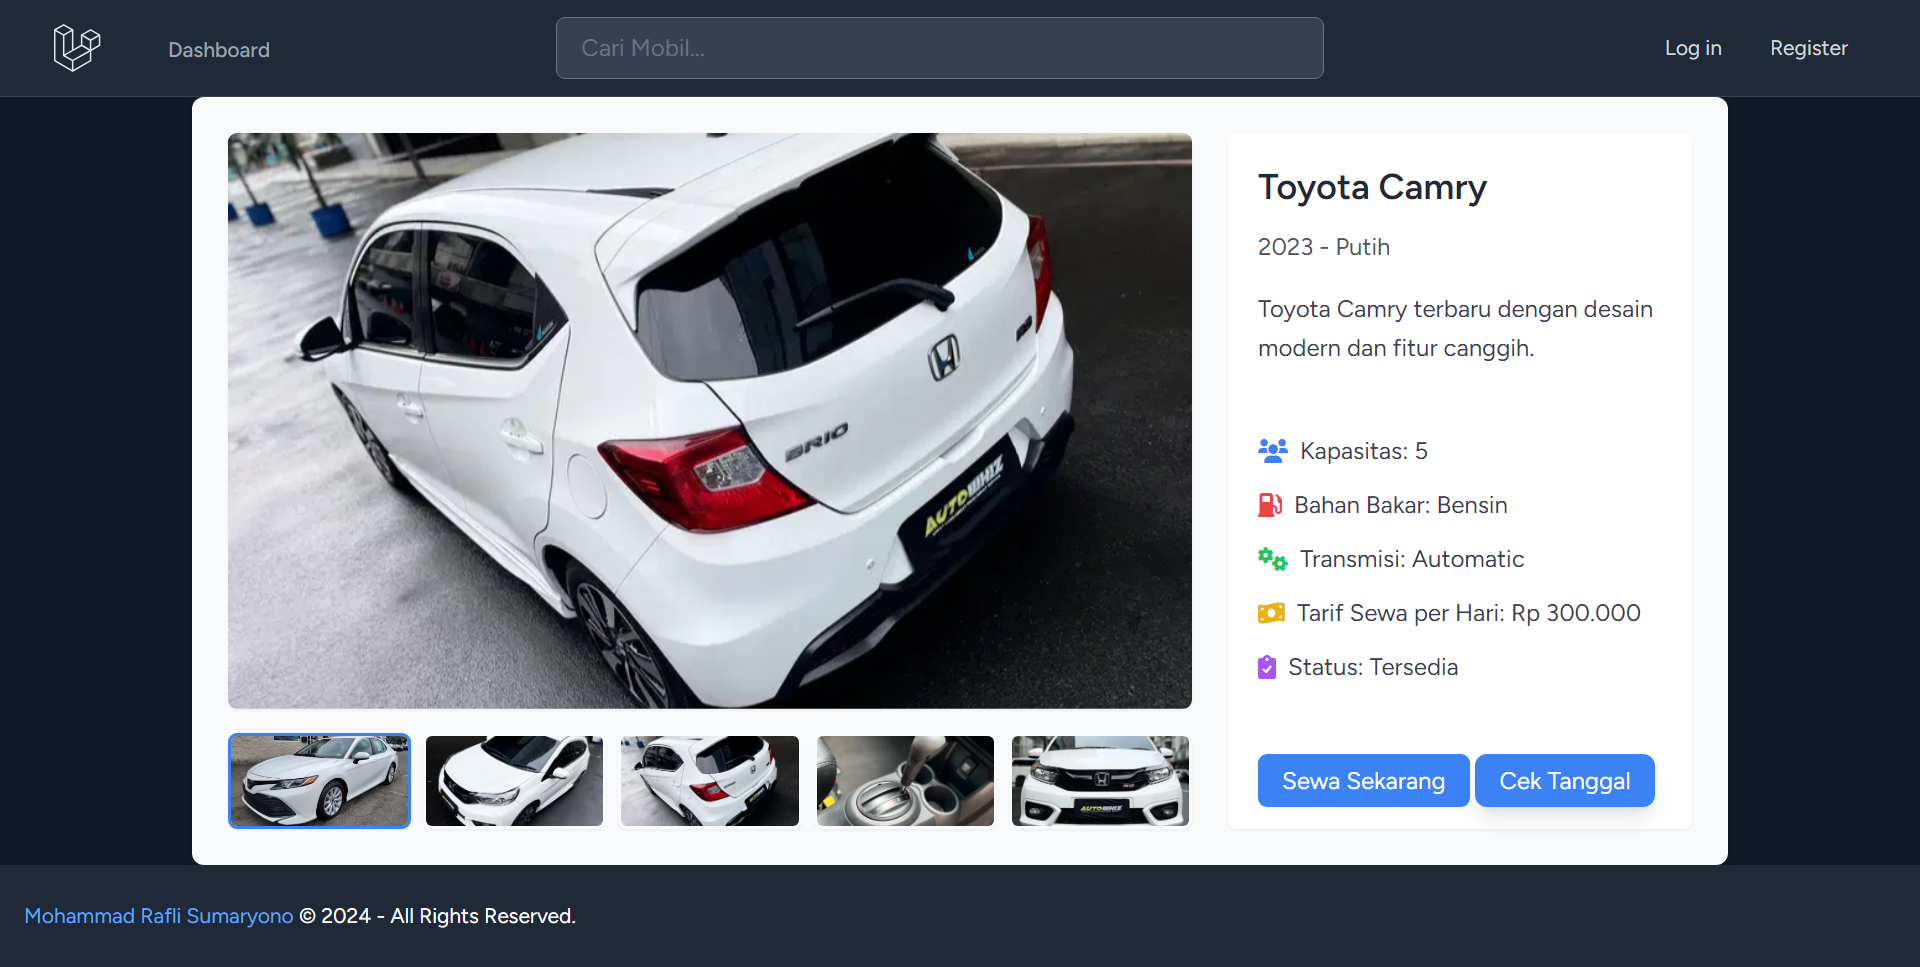 Dashboard
Cari Mobil...
Log in
Register
BRIO
AUTOWHIZ
Toyota Camry
2023 - Putih
Toyota Camry terbaru dengan desain
modern dan fitur canggih.
Kapasitas: 5
Bahan Bakar: Bensin
Transmisi: Automatic
Tarif Sewa per Hari: Rp 300.000
Status: Tersedia
Sewa Sekarang
Cek Tanggal
AUTOWHIZ
Mohammad Rafli Sumaryono © 2024 - All Rights Reserved.